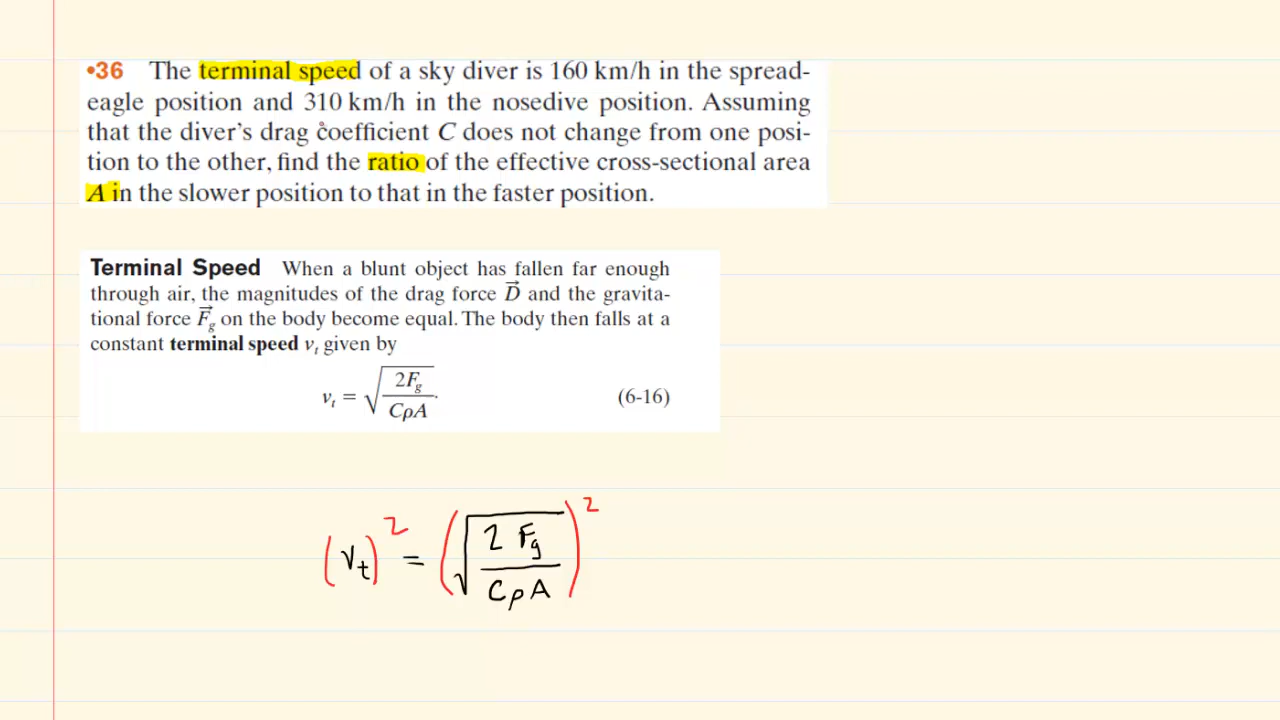 •36 The terminal speed of a sky diver is 160 km/h in the spread-
eagle position and 310 km/h in the nosedive position. Assuming
that the diver's drag coefficient C does not change from one posi-
tion to the other, find the ratio of the effective cross-sectional area
A in the slower position to that in the faster position.
Terminal Speed When a blunt object has fallen far enough
through air, the magnitudes of the drag force D⃗ and the gravita-
tional force F⃗g on the body become equal. The body then falls at a
constant terminal speed vt given by
vt = √(2Fg/CρA). (6-16)
(vt)² = (√(2 Fg/CρA))²